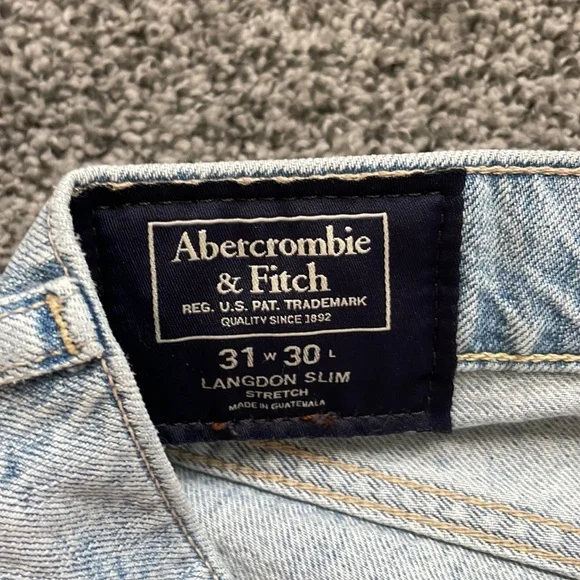 Abercrombie
& Fitch
REG. U.S. PAT. TRADEMARK
QUALITY SINCE 1892
31 W 30 L
LANGDON SLIM
STRETCH
MADE IN GUATEMALA